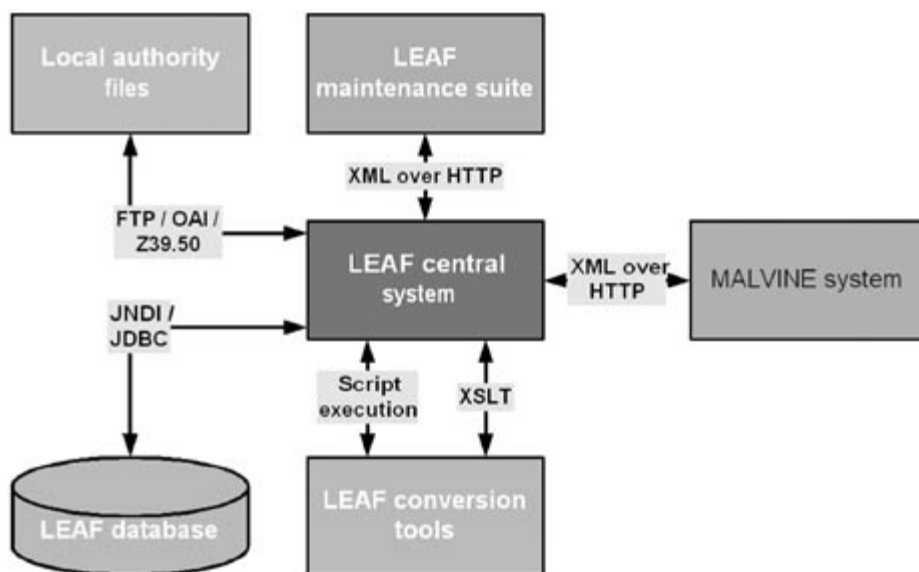 Local authority
files
LEAF
maintenance suite
XML over HTTP
FTP / OAI /
Z39.50
LEAF central
system
XML over
HTTP
MALVINE system
JNDI /
JDBC
Script
execution
XSLT
LEAF database
LEAF conversion
tools